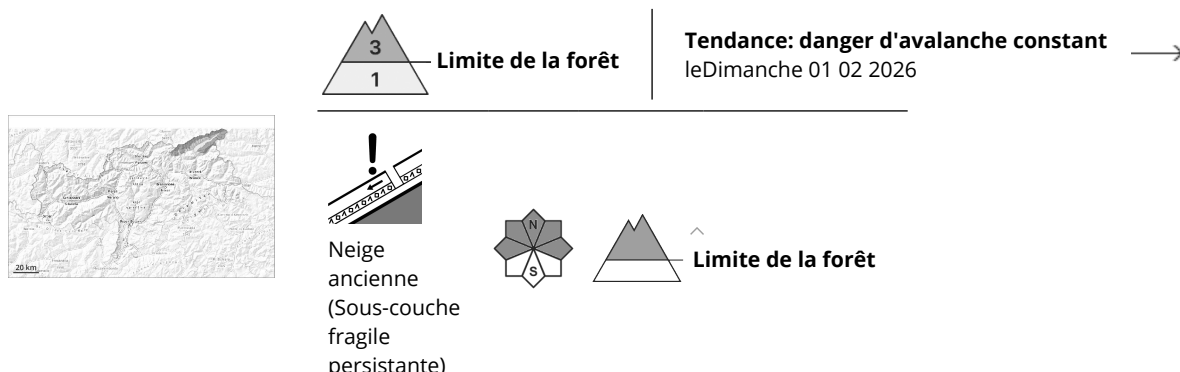 3
1
Limite de la forêt
Tendance: danger d'avalanche constant
leDimanche 01 02 2026
20 km
Neige
ancienne
(Sous-couche
fragile
persistante)
N
S
Limite de la forêt